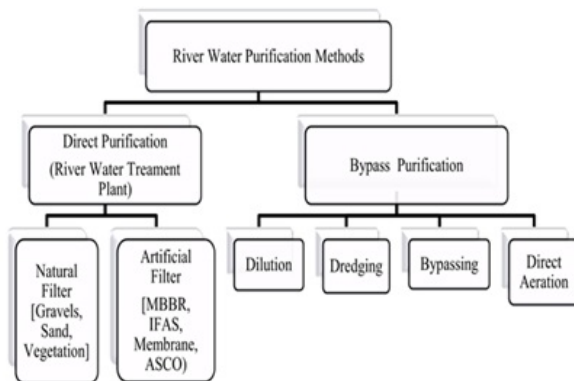 River Water Purification Methods
Direct Purification
(River Water Treament
Plant)
Bypass Purification
Natural
Filter
[Gravels,
Sand,
Vegetation]
Artificial
Filter
[MBBR,
IFAS,
Membrane,
ASCO)
Dilution
Dredging
Bypassing
Direct
Aeration